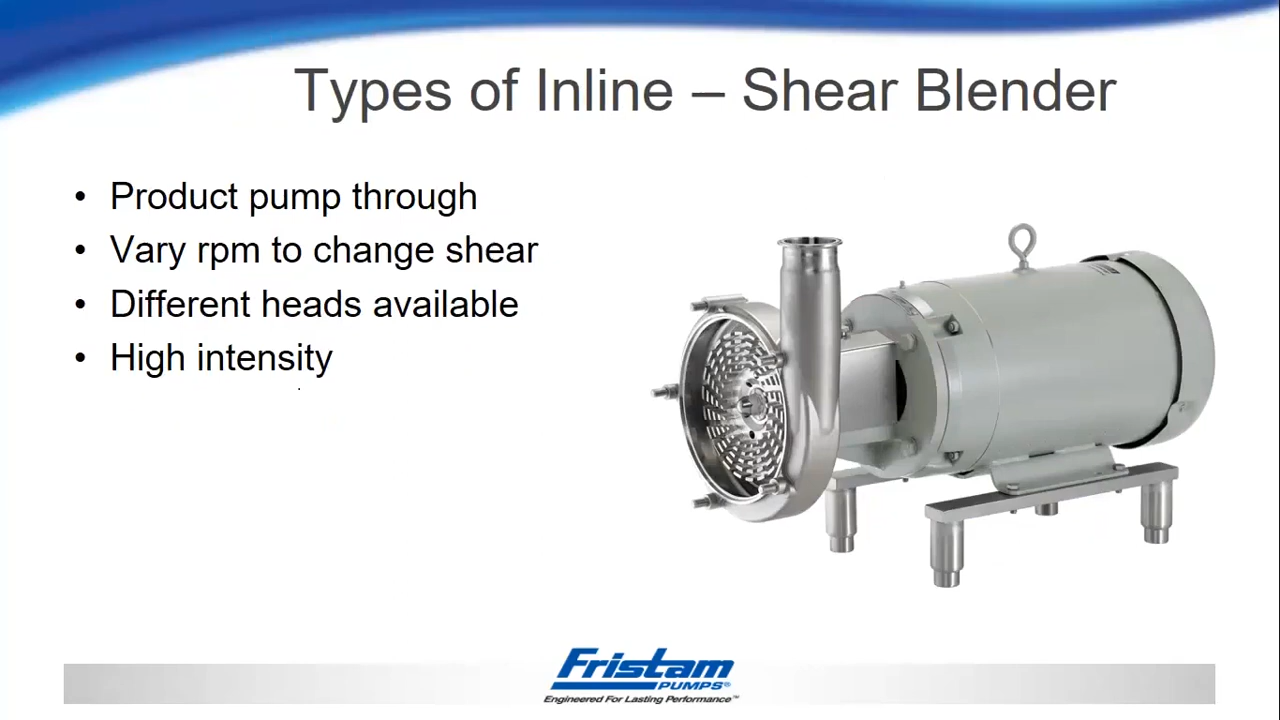 Types of Inline – Shear Blender
• Product pump through
• Vary rpm to change shear
• Different heads available
• High intensity
Fristam
PUMPS®
Engineered For Lasting Performance™